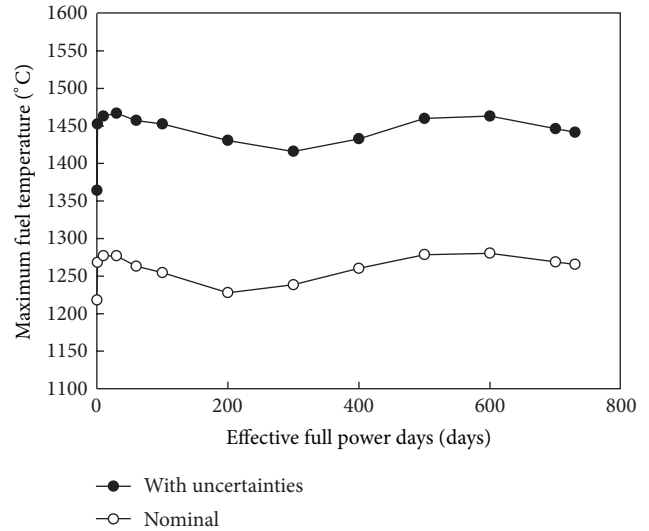 1600
1550
1500
1450
1400
1350
1300
1250
1200
1150
1100
Maximum fuel temperature (°C)
0 200 400 600 800
Effective full power days (days)
With uncertainties
Nominal